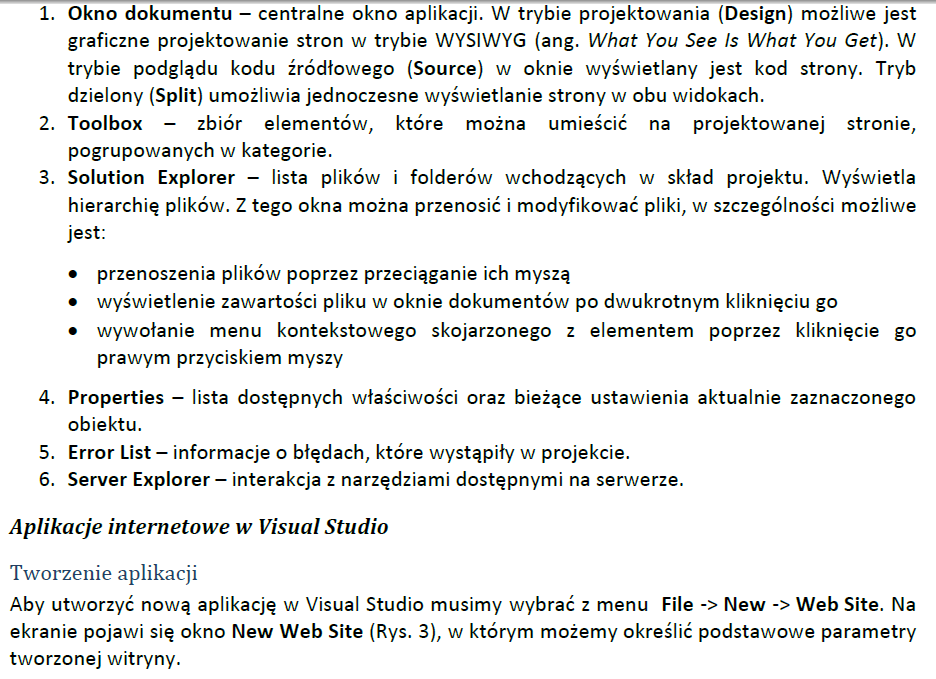 1. Okno dokumentu – centralne okno aplikacji. W trybie projektowania (Design) możliwe jest
graficzne projektowanie stron w trybie WYSIWYG (ang. What You See Is What You Get). W
trybie podglądu kodu źródłowego (Source) w oknie wyświetlany jest kod strony. Tryb
dzielony (Split) umożliwia jednoczesne wyświetlanie strony w obu widokach.
2. Toolbox – zbiór elementów, które można umieścić na projektowanej stronie,
pogrupowanych w kategorie.
3. Solution Explorer – lista plików i folderów wchodzących w skład projektu. Wyświetla
hierarchię plików. Z tego okna można przenosić i modyfikować pliki, w szczególności możliwe
jest:
• przenoszenia plików poprzez przeciąganie ich myszą
• wyświetlenie zawartości pliku w oknie dokumentów po dwukrotnym kliknięciu go
• wywołanie menu kontekstowego skojarzonego z elementem poprzez kliknięcie go
prawym przyciskiem myszy
4. Properties – lista dostępnych właściwości oraz bieżące ustawienia aktualnie zaznaczonego
obiektu.
5. Error List – informacje o błędach, które wystąpiły w projekcie.
6. Server Explorer – interakcja z narzędziami dostępnymi na serwerze.
Aplikacje internetowe w Visual Studio
Tworzenie aplikacji
Aby utworzyć nową aplikację w Visual Studio musimy wybrać z menu File -> New -> Web Site. Na
ekranie pojawi się okno New Web Site (Rys. 3), w którym możemy określić podstawowe parametry
tworzonej witryny.